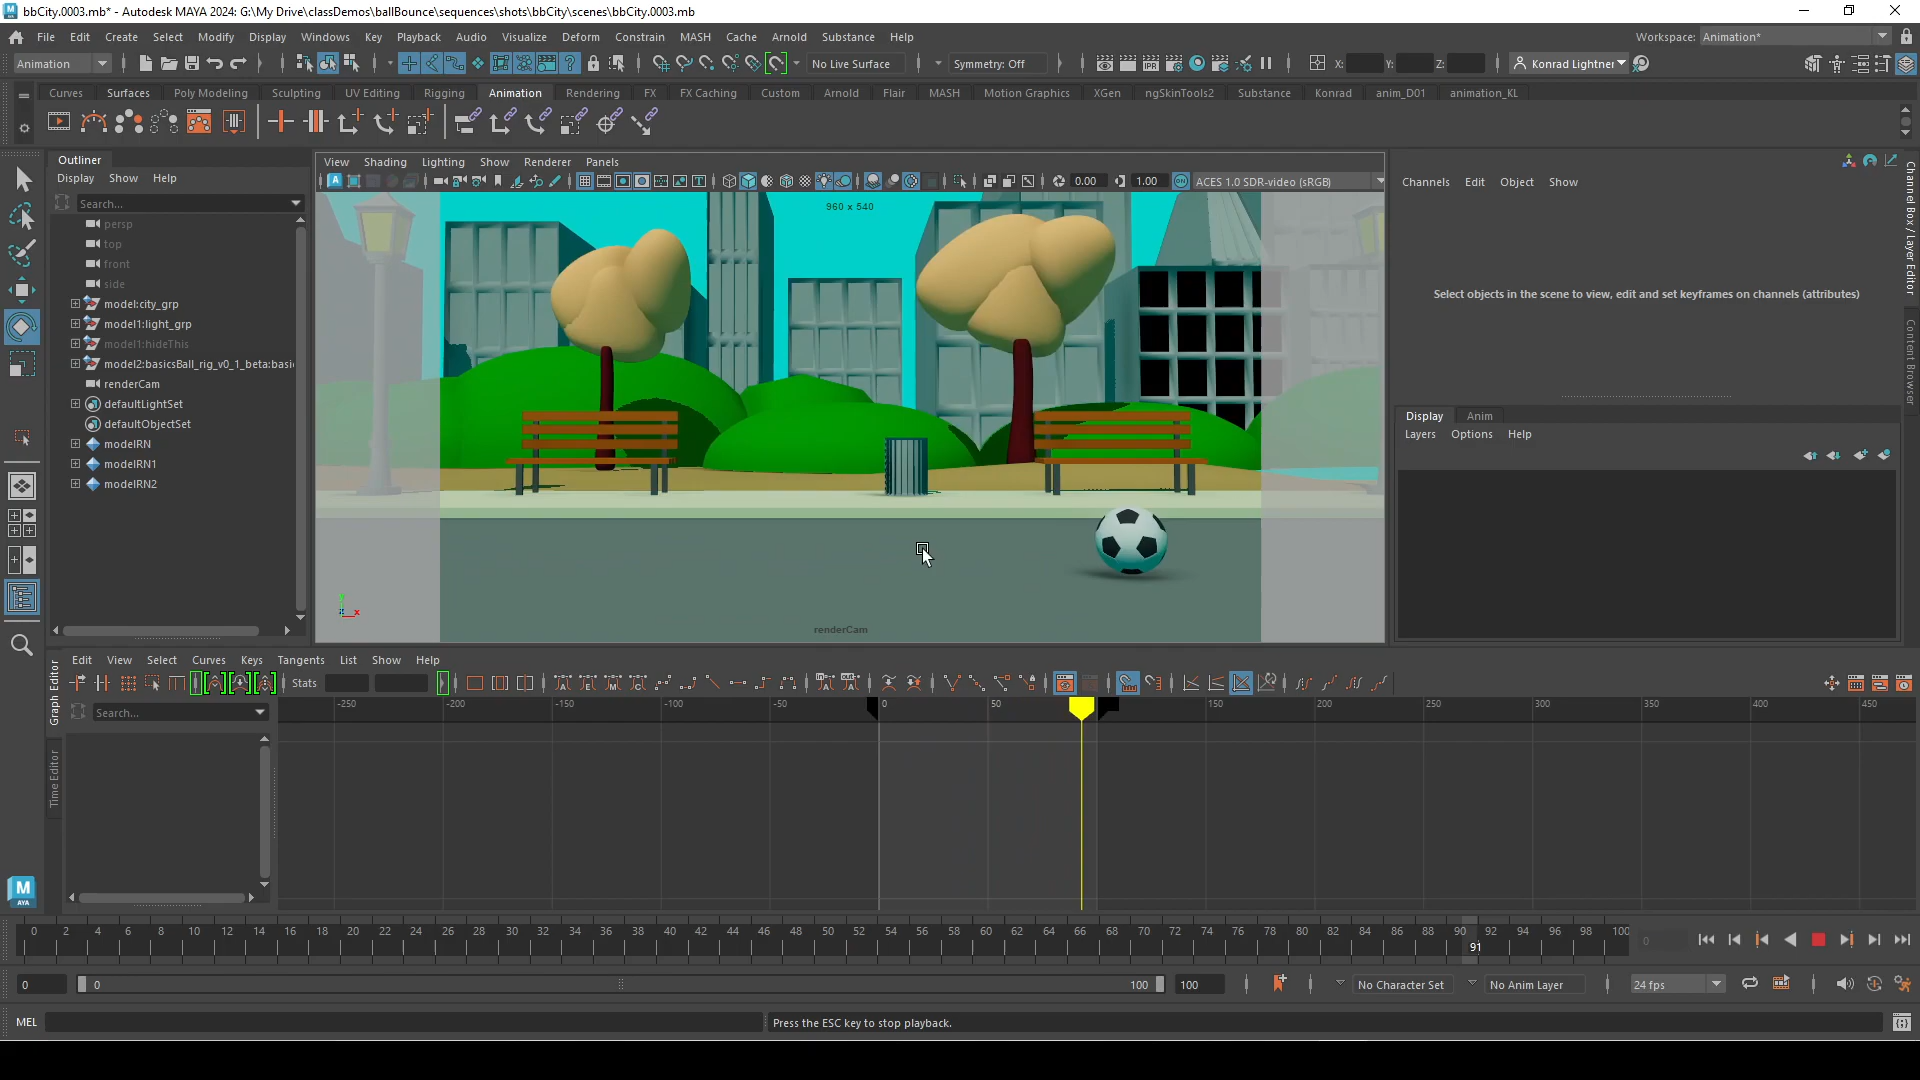 bbCity.0003.mb* - Autodesk MAYA 2024: G:\My Drive\classDemos\ballBounce\sequences\shots\bbCity\scenes\bbCity.0003.mb
File Edit Create Select Modify Display Windows Key Playback Audio Visualize Deform Constrain MASH Cache Arnold Substance Help
Workspace: Animation*
Animation
No Live Surface
Symmetry: Off
X: Y: Z:
Konrad Lightner
Curves Surfaces Poly Modeling Sculpting UV Editing Rigging Animation Rendering FX FX Caching Custom Arnold Flair MASH Motion Graphics XGen ngSkinTools2 Substance Konrad anim_D01 animation_KL
Outliner
Display Show Help
Search...
persp
top
front
side
model:city_grp
model1:light_grp
model1:hideThis
model2:basicsBall_rig_v0_1_beta:basi
renderCam
defaultLightSet
defaultObjectSet
modelRN
modelRN1
modelRN2
View Shading Lighting Show Renderer Panels
0.00 1.00 ACES 1.0 SDR-video (sRGB)
960 x 540
renderCam
Channels Edit Object Show
Select objects in the scene to view, edit and set keyframes on channels (attributes)
Display Anim
Layers Options Help
Channel Box / Layer Editor
Content Browser
Graph Editor
Time Editor
Edit View Select Curves Keys Tangents List Show Help
Stats
Search...
-250 -200 -150 -100 -50 0 50 150 200 250 300 350 400 450
0 2 4 6 8 10 12 14 16 18 20 22 24 26 28 30 32 34 36 38 40 42 44 46 48 50 52 54 56 58 60 62 64 66 68 70 72 74 76 78 80 82 84 86 88 90 92 94 96 98 100
91
0
0 0 100 100
No Character Set
No Anim Layer
24 fps
MEL
Press the ESC key to stop playback.